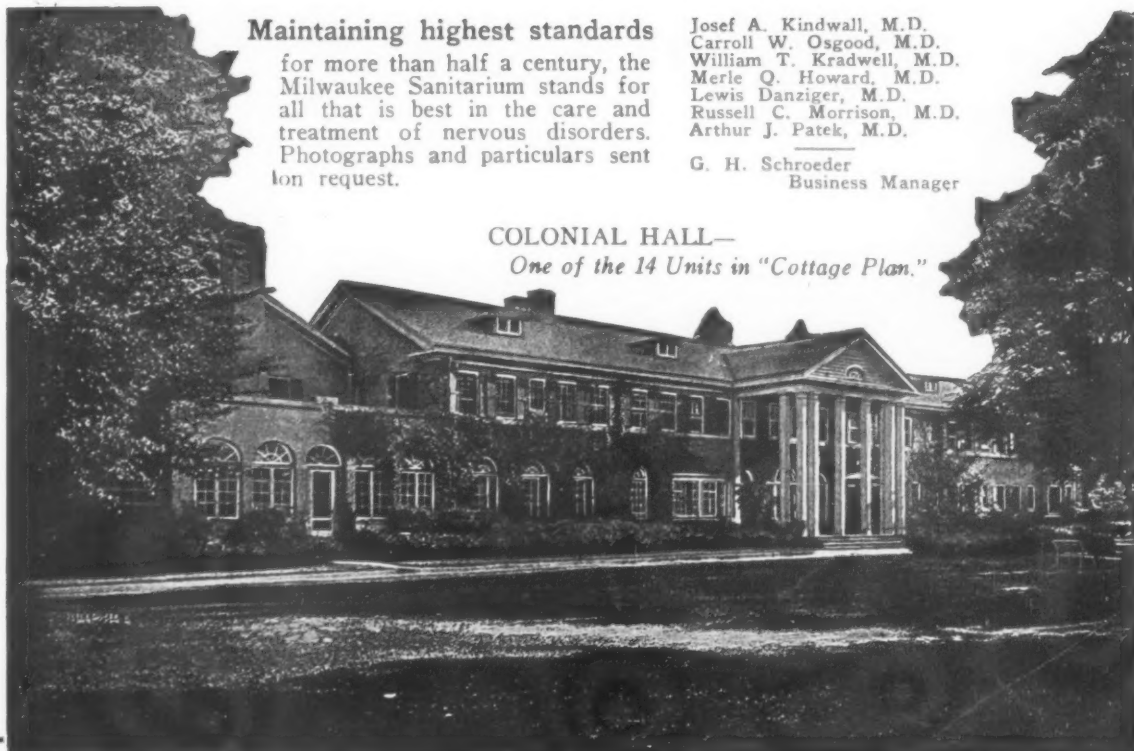 Maintaining highest standards
for more than half a century, the
Milwaukee Sanitarium stands for
all that is best in the care and
treatment of nervous disorders.
Photographs and particulars sent
on request.
Josef A. Kindwall, M.D.
Carroll W. Osgood, M.D.
William T. Kradwell, M.D.
Merle Q. Howard, M.D.
Lewis Danziger, M.D.
Russell C. Morrison, M.D.
Arthur J. Patek, M.D.
G. H. Schroeder
Business Manager
COLONIAL HALL—
One of the 14 Units in "Cottage Plan."